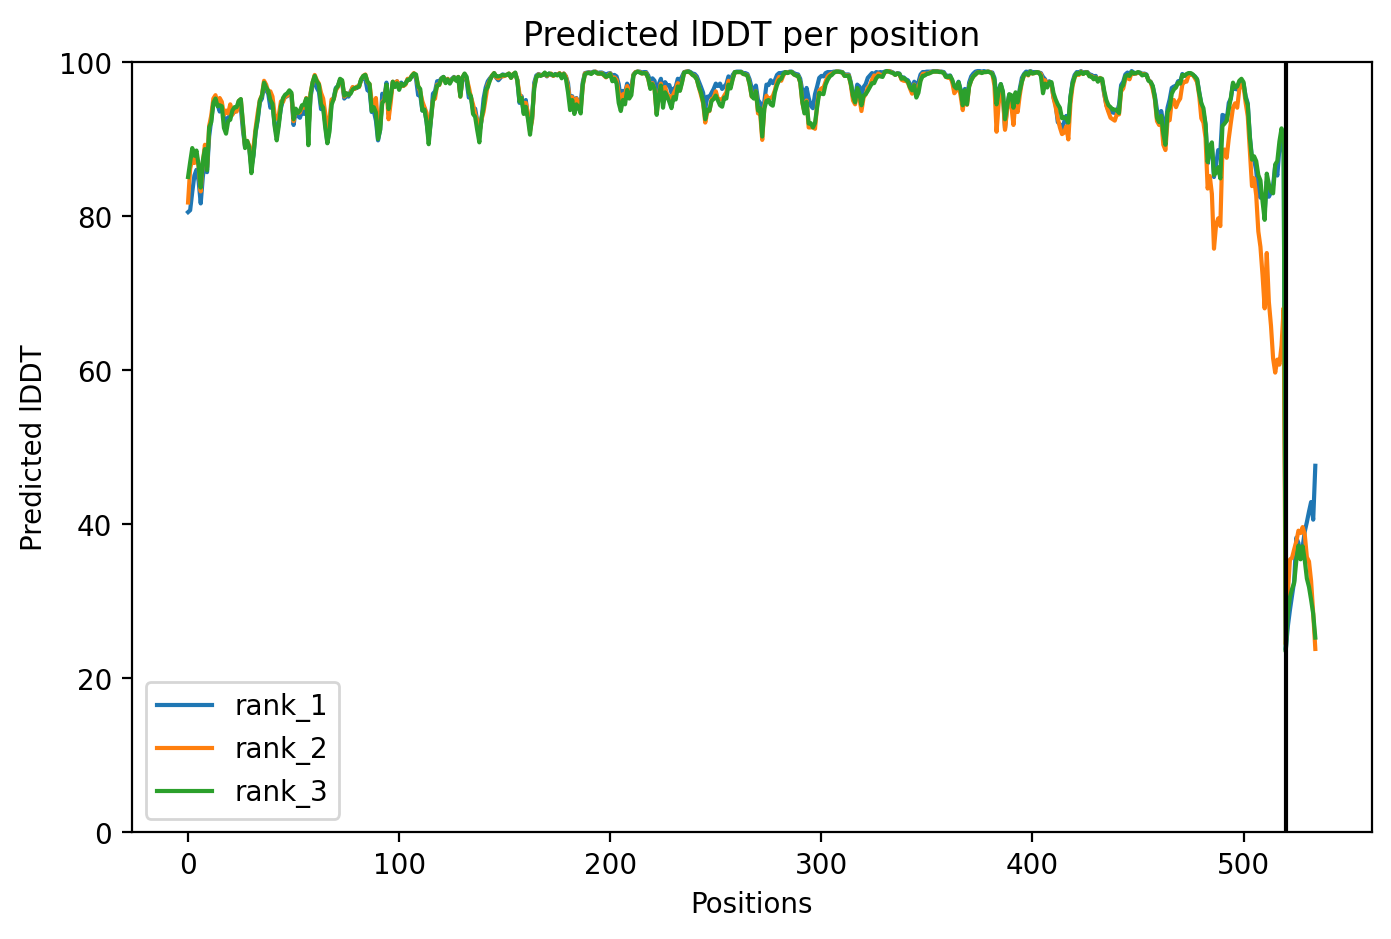 Predicted lDDT per position
Predicted lDDT
100
80
60
40
20
0
rank_1
rank_2
rank_3
0 100 200 300 400 500
Positions